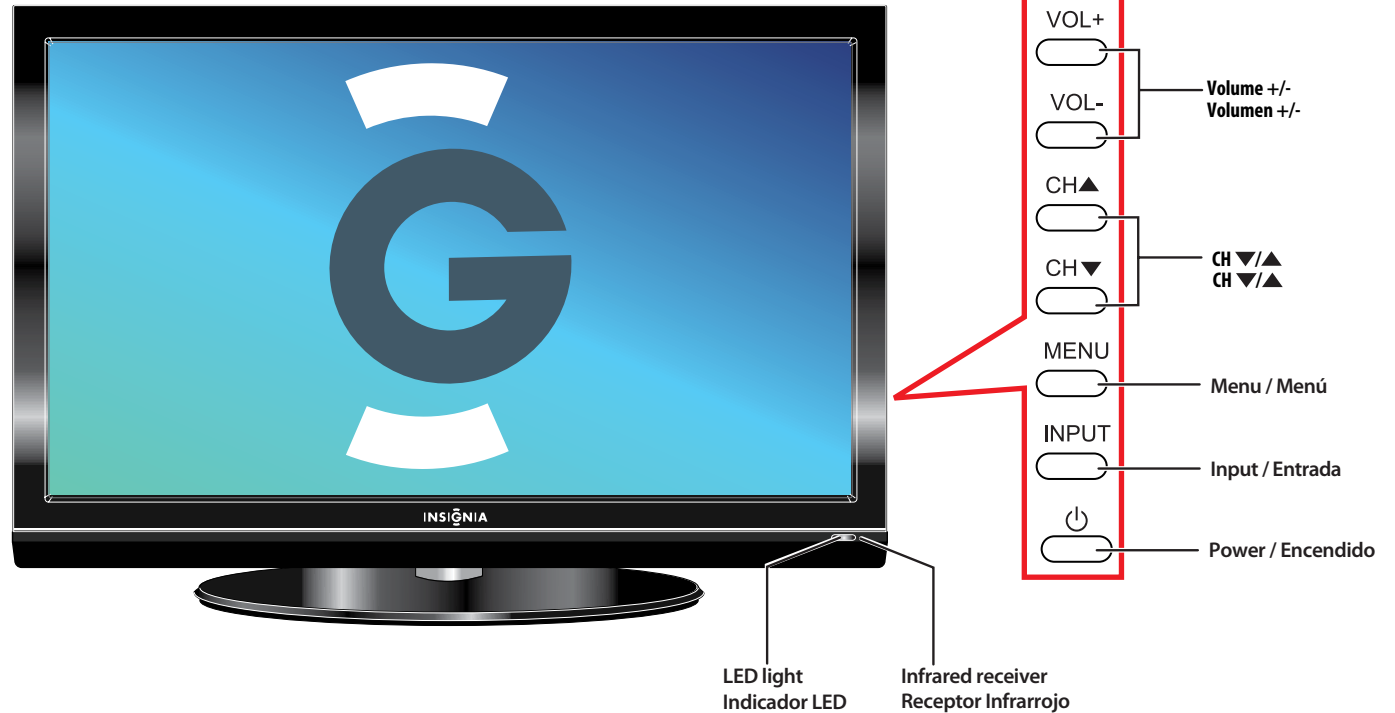 VOL+
VOL-
Volume +/-
Volumen +/-
CH▲
CH▼
CH ▼/▲
CH ▼/▲
MENU
Menu / Menú
INPUT
Input / Entrada
Power / Encendido
G
INSIGNIA
LED light
Indicador LED
Infrared receiver
Receptor Infrarrojo